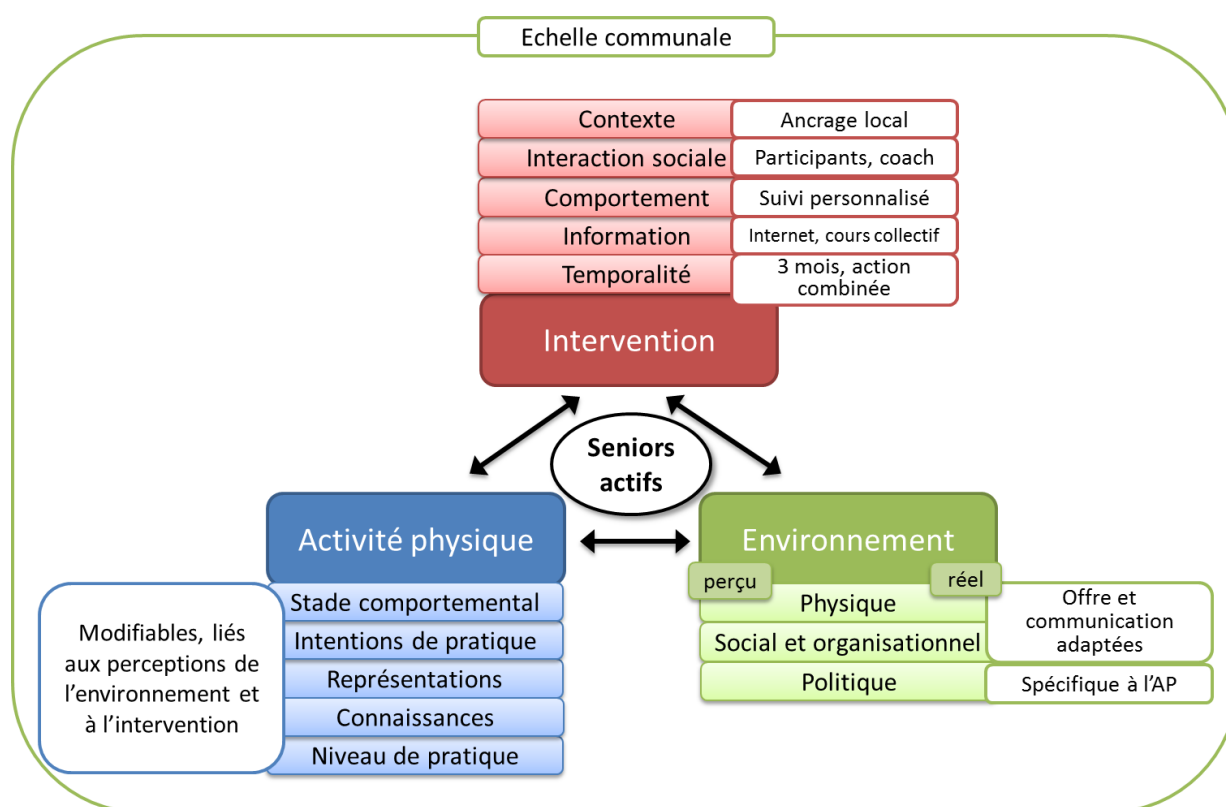 Echelle communale
Contexte
Ancrage local
Interaction sociale
Participants, coach
Comportement
Suivi personnalisé
Information
Internet, cours collectif
Temporalité
3 mois, action
combinée
Intervention
Seniors
actifs
Activité physique
Stade comportemental
Intentions de pratique
Représentations
Connaissances
Niveau de pratique
Modifiables, liés
aux perceptions de
l’environnement et
à l’intervention
Environnement
perçu
réel
Physique
Social et organisationnel
Offre et
communication
adaptées
Politique
Spécifique à l’AP